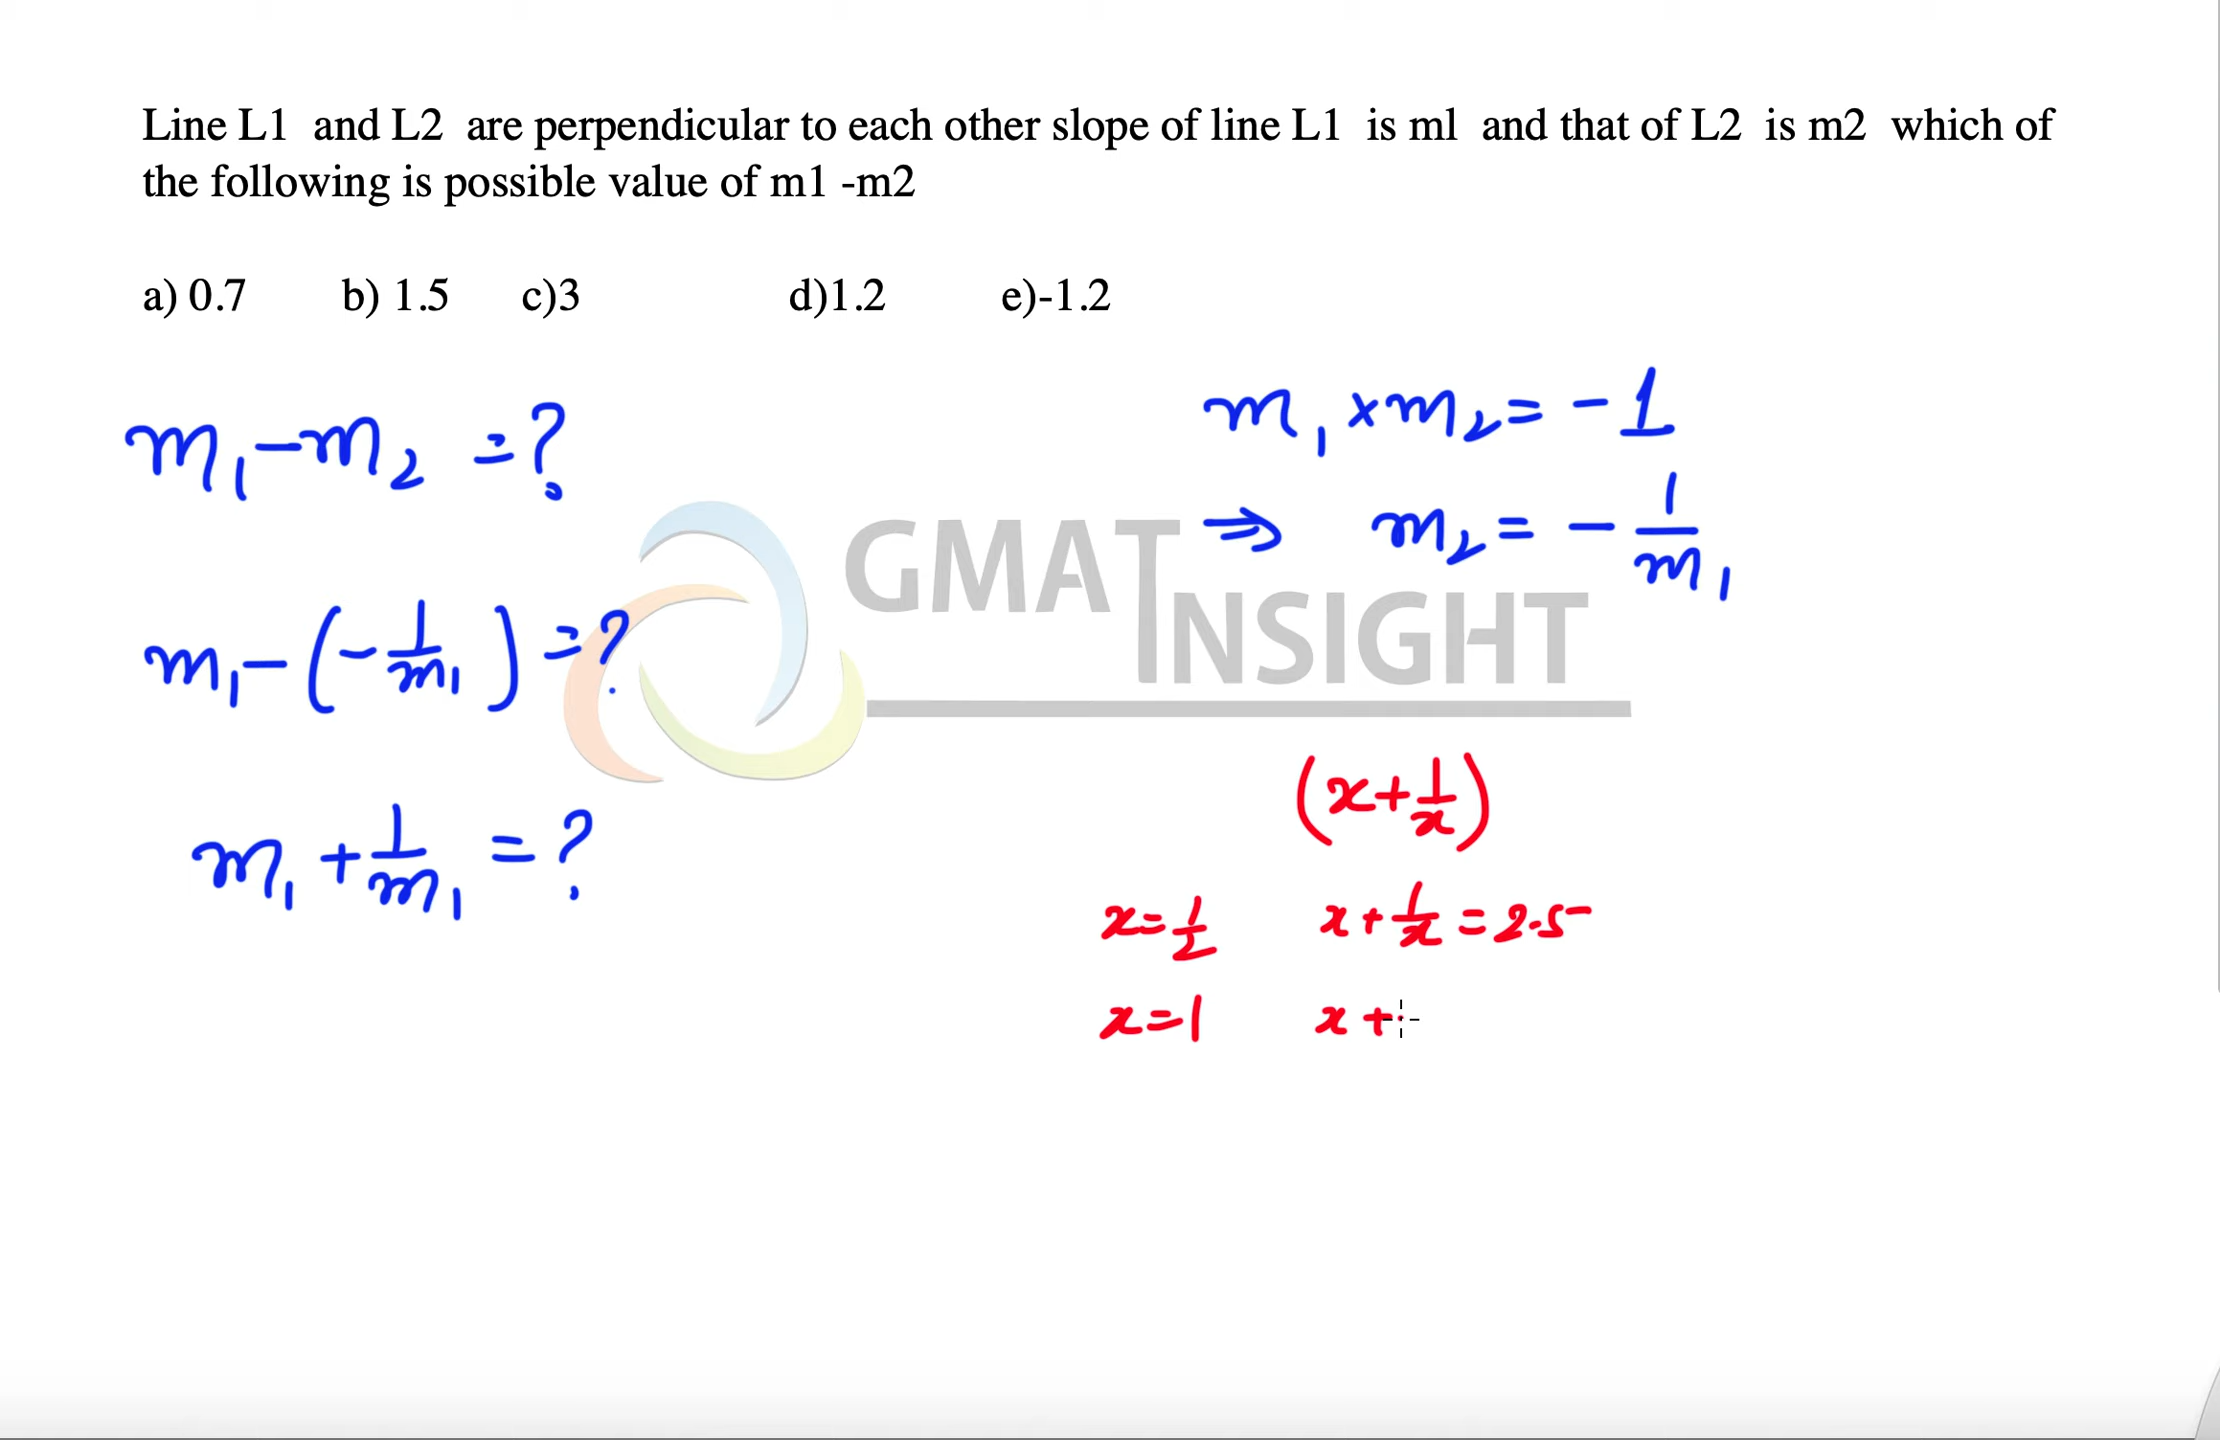 Line L1 and L2 are perpendicular to each other slope of line L1 is ml and that of L2 is m2 which of
the following is possible value of m1 -m2
a) 0.7 b) 1.5 c)3 d)1.2 e)-1.2
m₁-m₂ =?
m₁ x m₂ = -1
⇒ m₂ = - 1/m₁
GMAT INSIGHT
m₁-(-1/m₁) =?
m₁ + 1/m₁ = ?
(x+1/x)
x=1/2 x+1/x = 2.5
x=1 x+